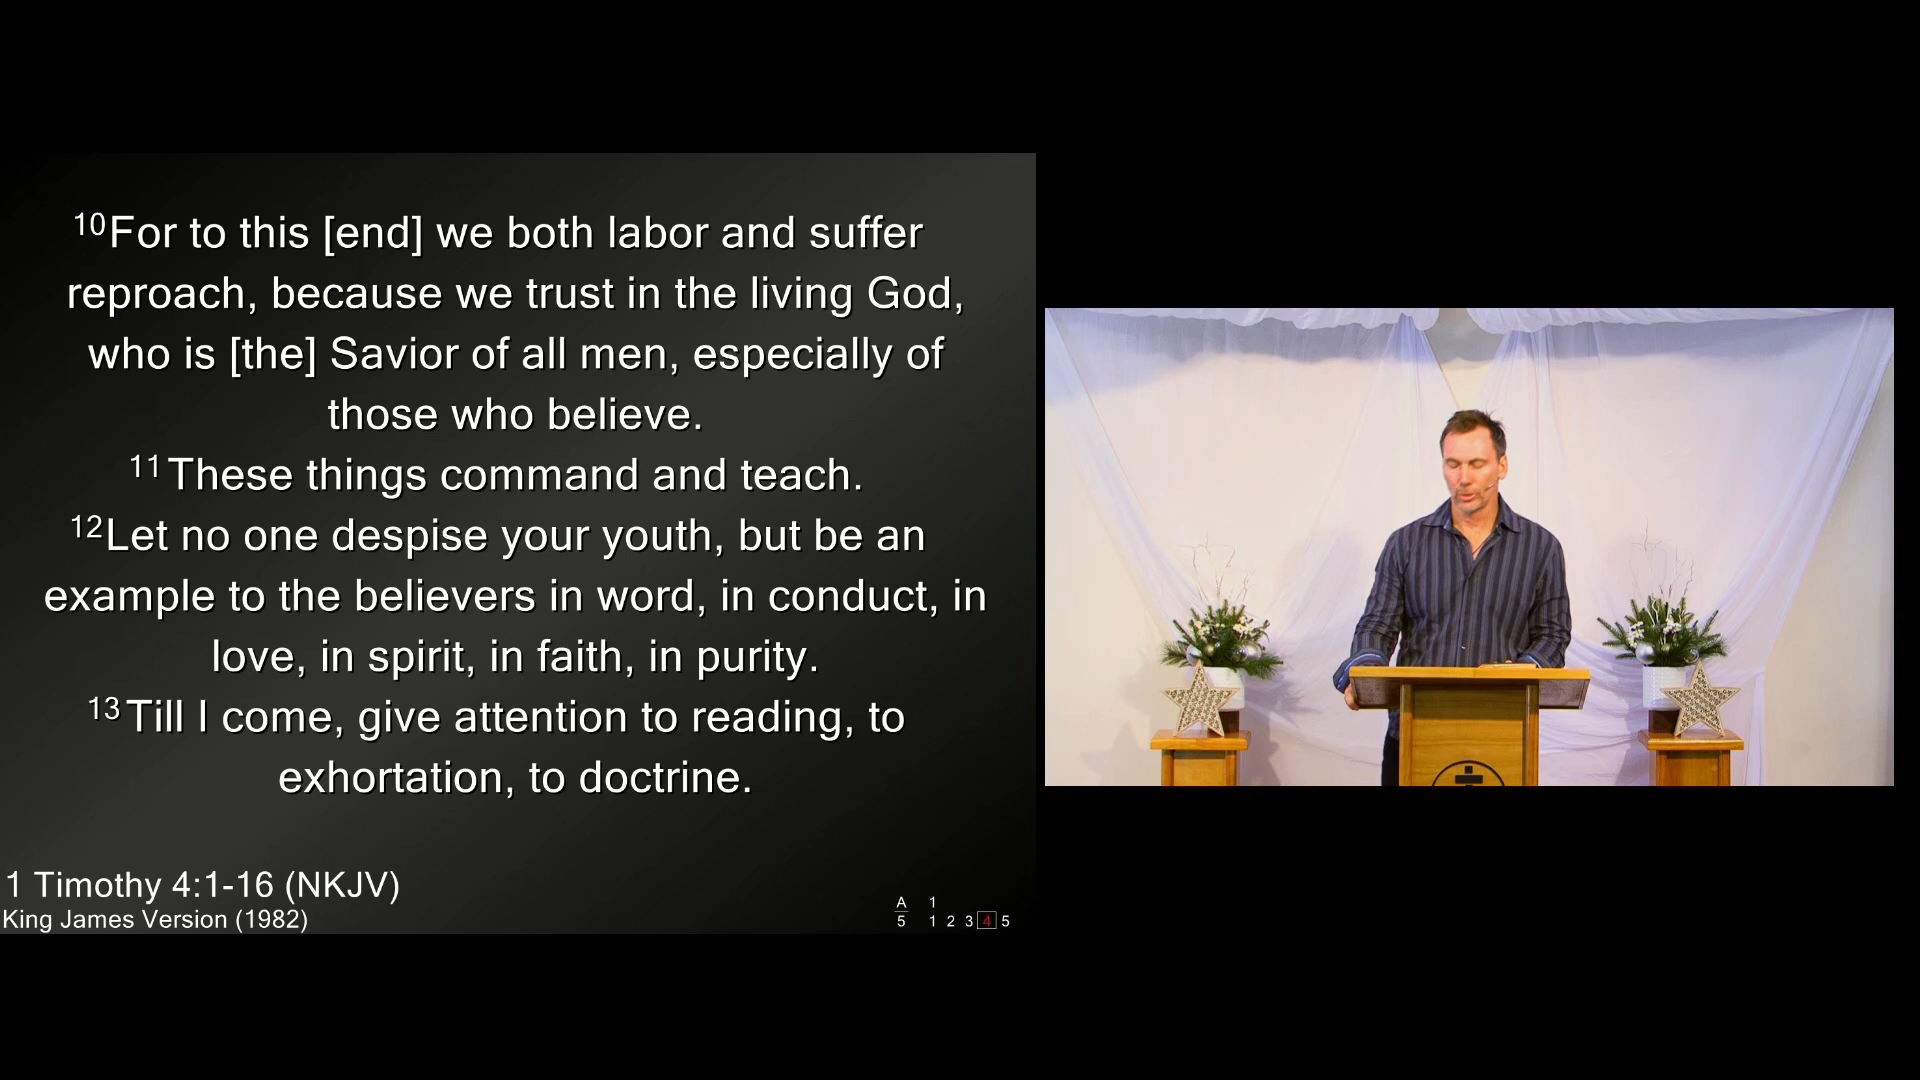 10For to this [end] we both labor and suffer
reproach, because we trust in the living God,
who is [the] Savior of all men, especially of
those who believe.
11These things command and teach.
12Let no one despise your youth, but be an
example to the believers in word, in conduct, in
love, in spirit, in faith, in purity.
13Till I come, give attention to reading, to
exhortation, to doctrine.
1 Timothy 4:1-16 (NKJV)
King James Version (1982)
A 1
5 1 2 3 4 5